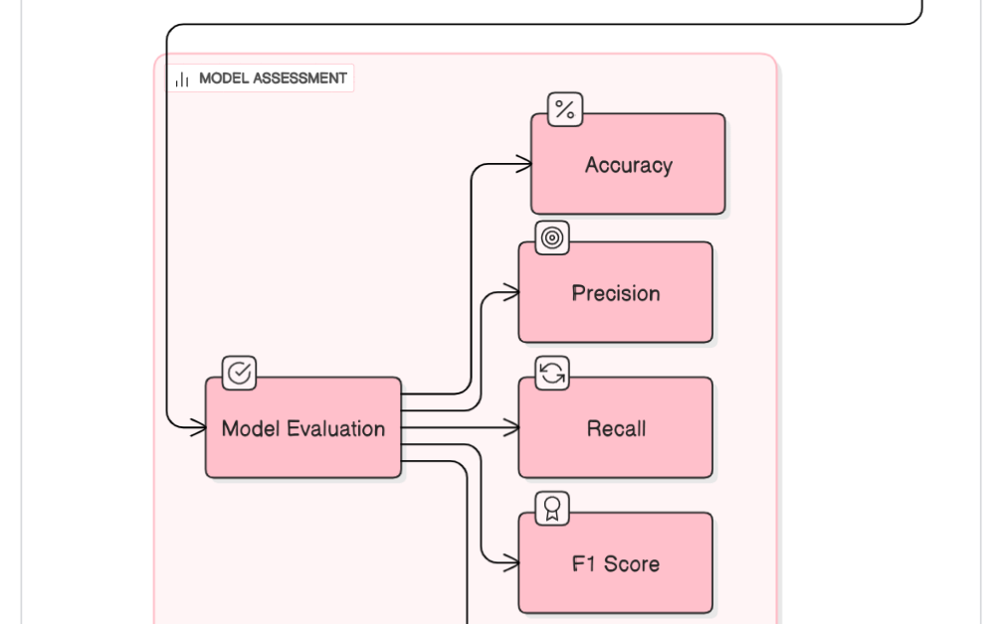 MODEL ASSESSMENT
Accuracy
Precision
Model Evaluation
Recall
F1 Score